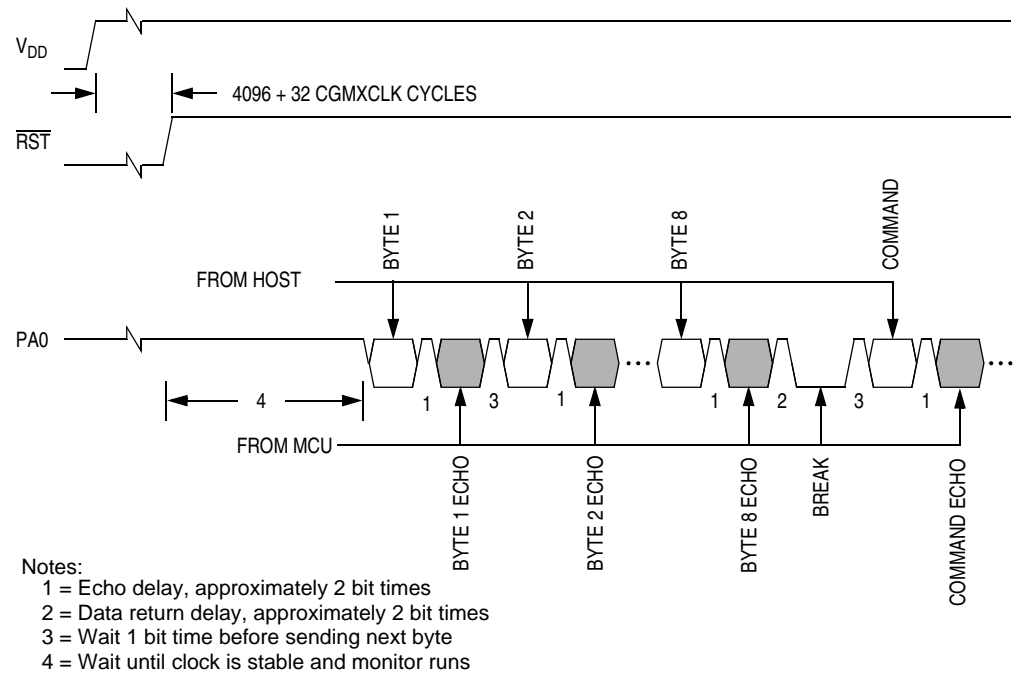 VDD
4096 + 32 CGMXCLK CYCLES
RST
BYTE 1
BYTE 2
BYTE 8
COMMAND
FROM HOST
PA0
4
1
3
1
1
2
3
1
FROM MCU
BYTE 1 ECHO
BYTE 2 ECHO
BYTE 8 ECHO
BREAK
COMMAND ECHO
Notes:
1 = Echo delay, approximately 2 bit times
2 = Data return delay, approximately 2 bit times
3 = Wait 1 bit time before sending next byte
4 = Wait until clock is stable and monitor runs